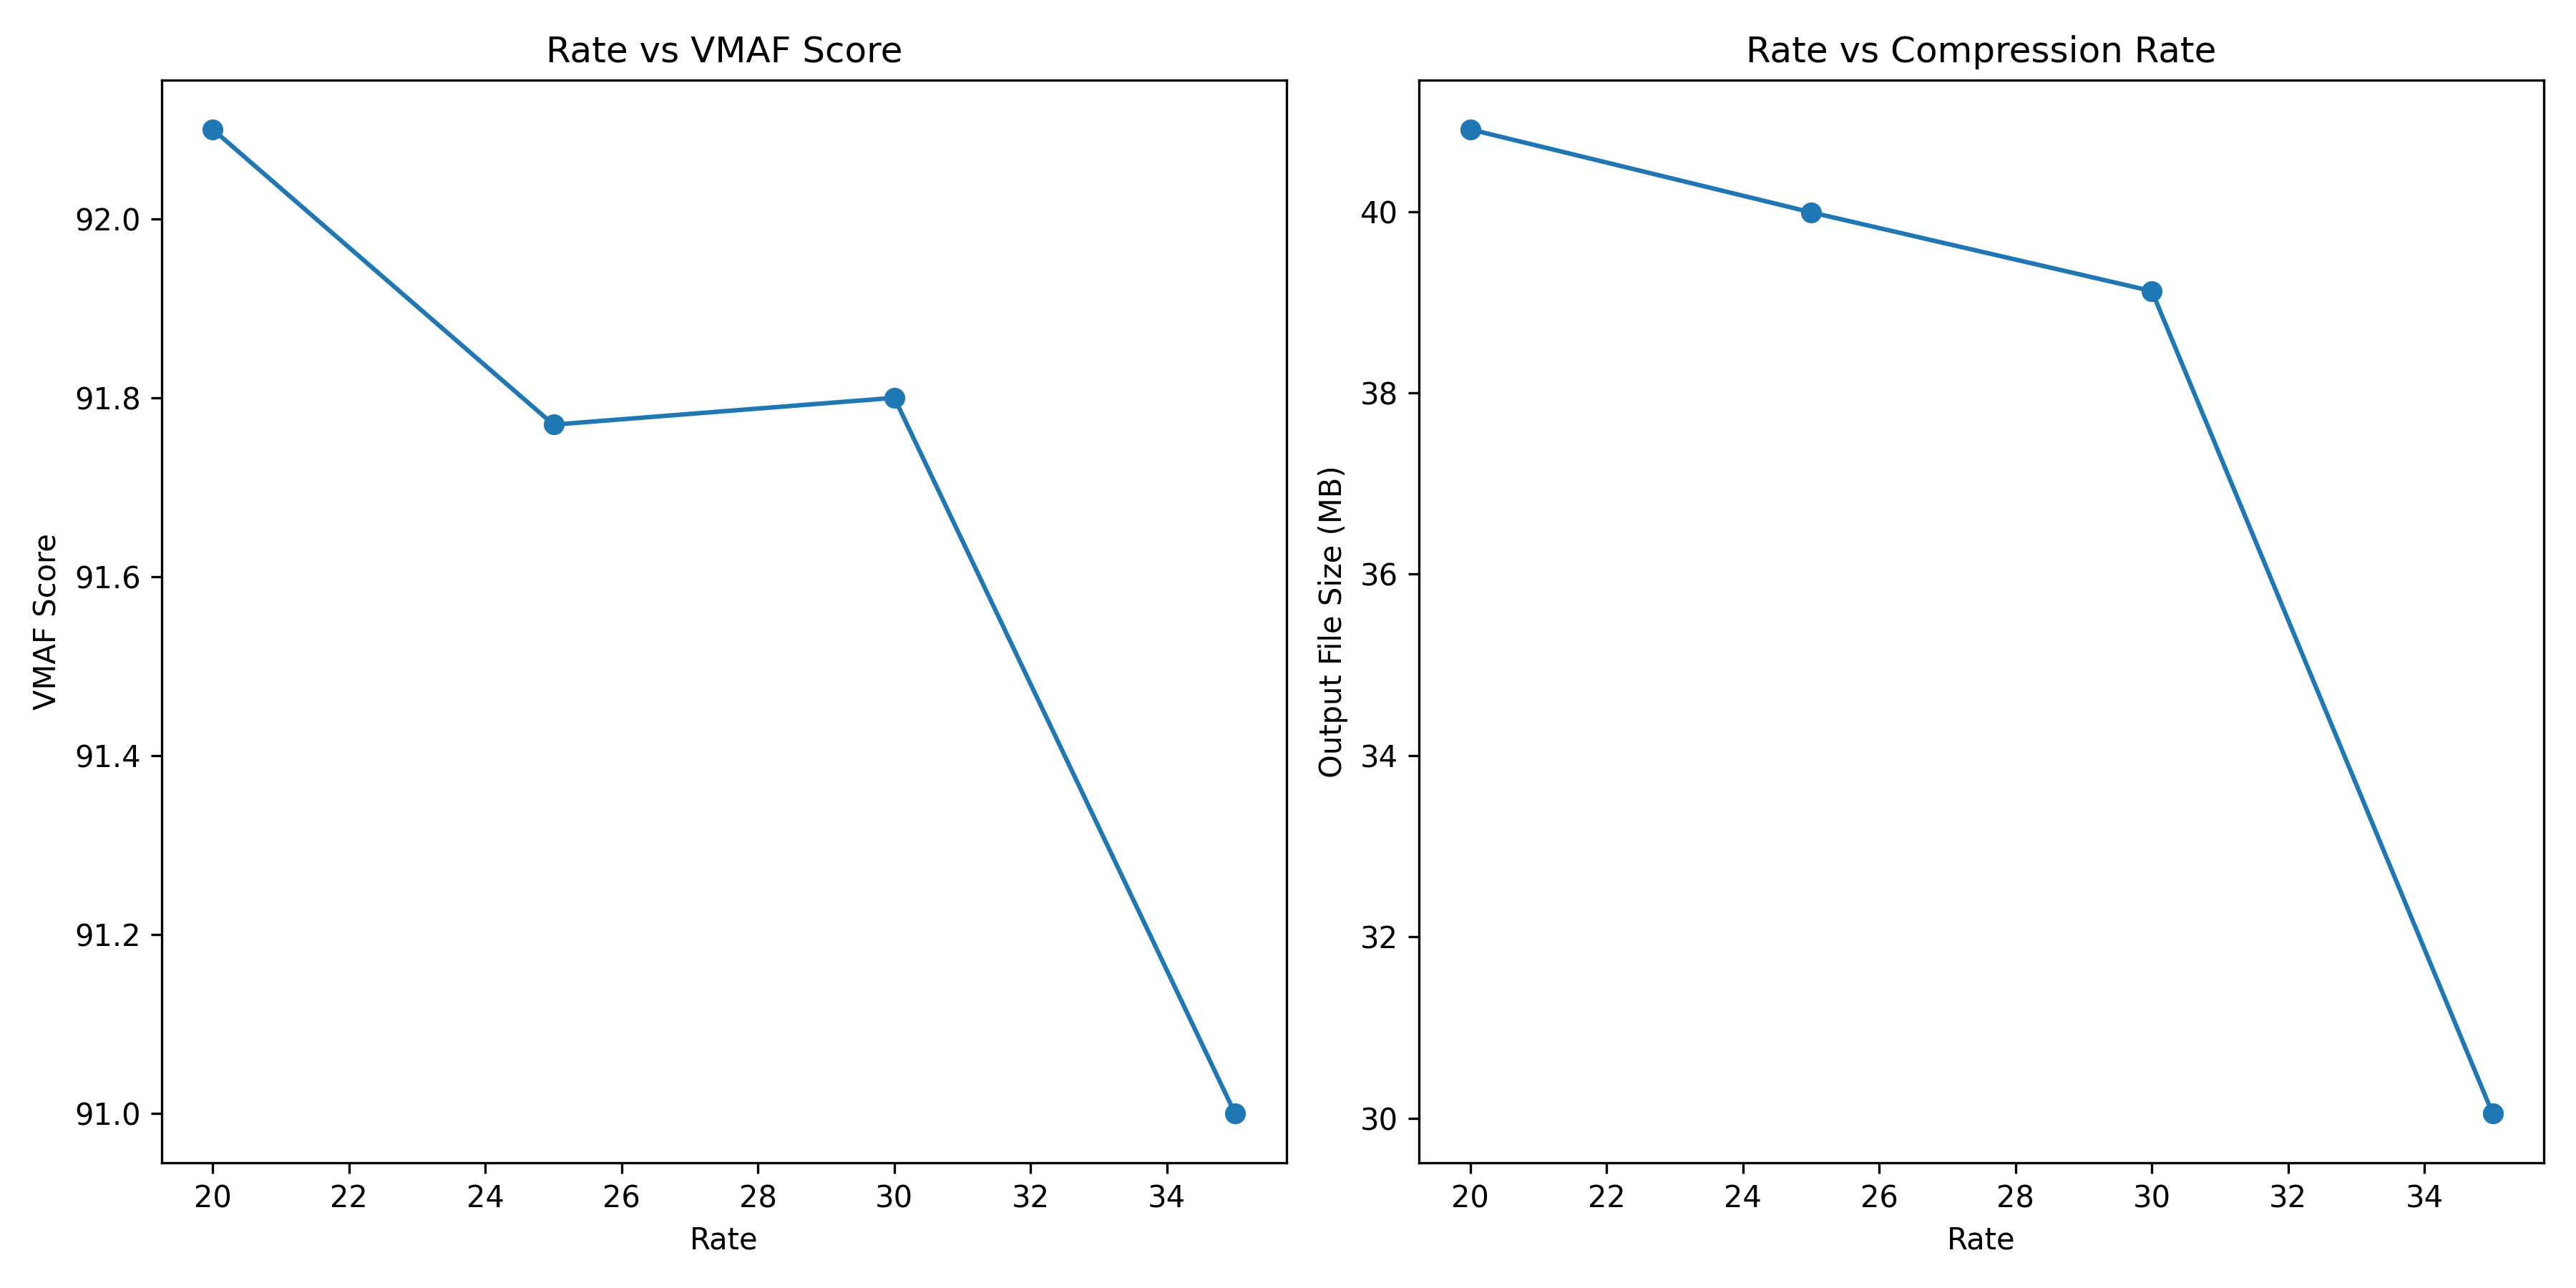 Rate vs VMAF Score
VMAF Score
92.0
91.8
91.6
91.4
91.2
91.0
20 22 24 26 28 30 32 34
Rate
Rate vs Compression Rate
Output File Size (MB)
40
38
36
34
32
30
20 22 24 26 28 30 32 34
Rate